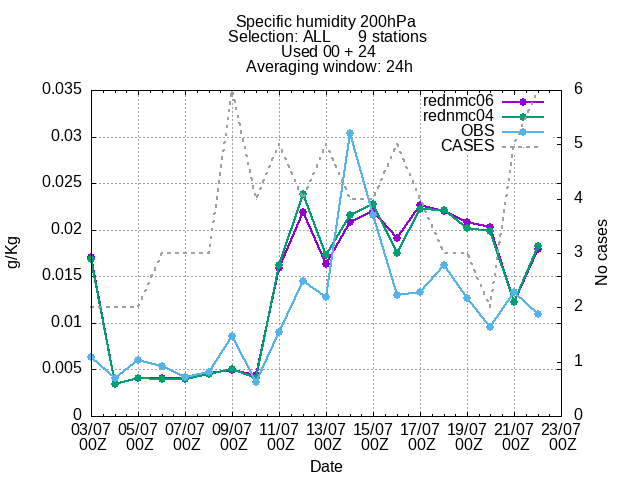 Specific humidity 200hPa
Selection: ALL 9 stations
Used 00 + 24
Averaging window: 24h
0.035
0.03
0.025
0.02
0.015
0.01
0.005
0
g/Kg
rednmc06
rednmc04
OBS
CASES
6
5
4
3
2
1
0
No cases
03/07 05/07 07/07 09/07 11/07 13/07 15/07 17/07 19/07 21/07 23/07
00Z 00Z 00Z 00Z 00Z 00Z 00Z 00Z 00Z 00Z 00Z
Date